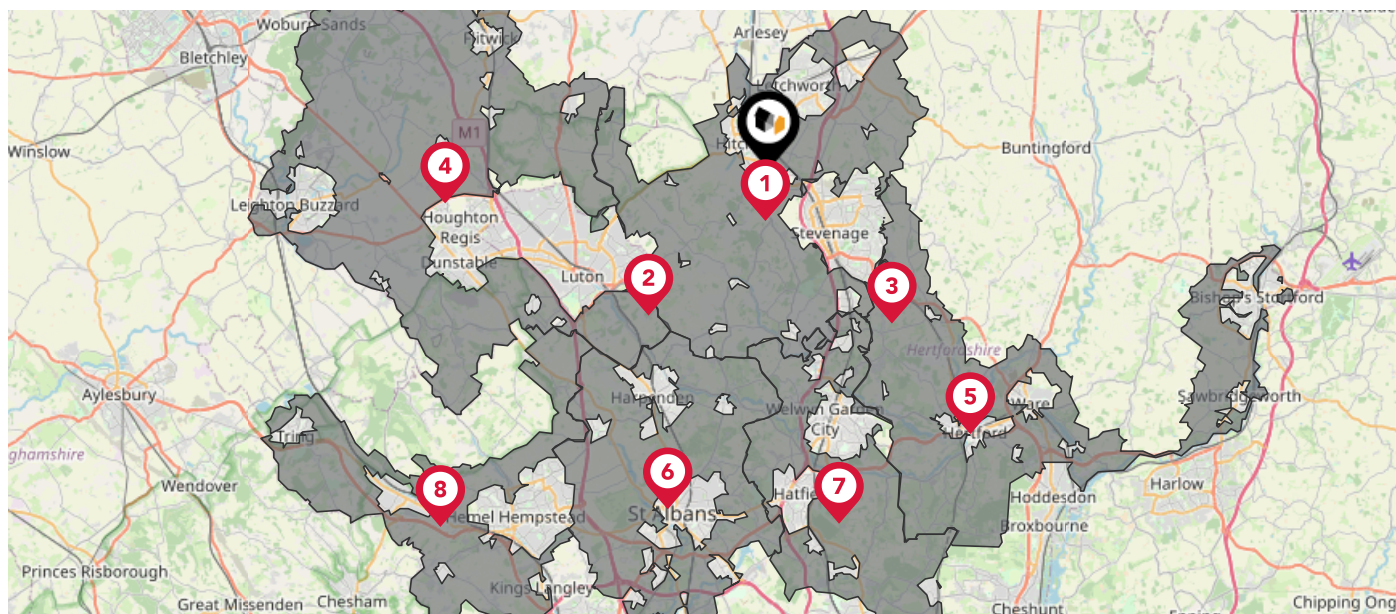 Woburn Sands
Bletchley
Flitwick
Arlesey
Letchworth
M1
Winslow
Buntingford
4
1
Leighton Buzzard
Houghton
Regis
Dunstable
Stevenage
Luton
2
3
Bishop's Stortford
Hertfordshire
Aylesbury
Harpenden
Welwyn Garden
City
5
Ware
Sawbridgeworth
Hertford
Tring
ghamshire
Wendover
8
6
7
Hatfie
Hemel Hempstead
St Albans
Hoddesdon
Harlow
Broxbourne
Princes Risborough
Kings Langley
Great Missenden
Chesham
Cheshunt
Chipping Ong